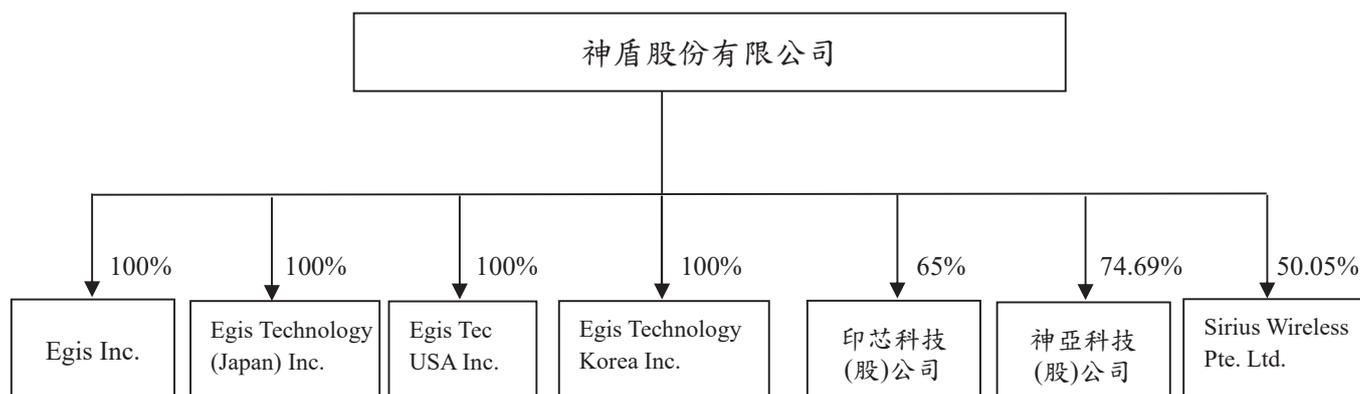 神盾股份有限公司
100%
100%
100%
100%
65%
74.69%
50.05%
Egis Inc.
Egis Technology
(Japan) Inc.
Egis Tec
USA Inc.
Egis Technology
Korea Inc.
印芯科技
(股)公司
神亞科技
(股)公司
Sirius Wireless
Pte. Ltd.